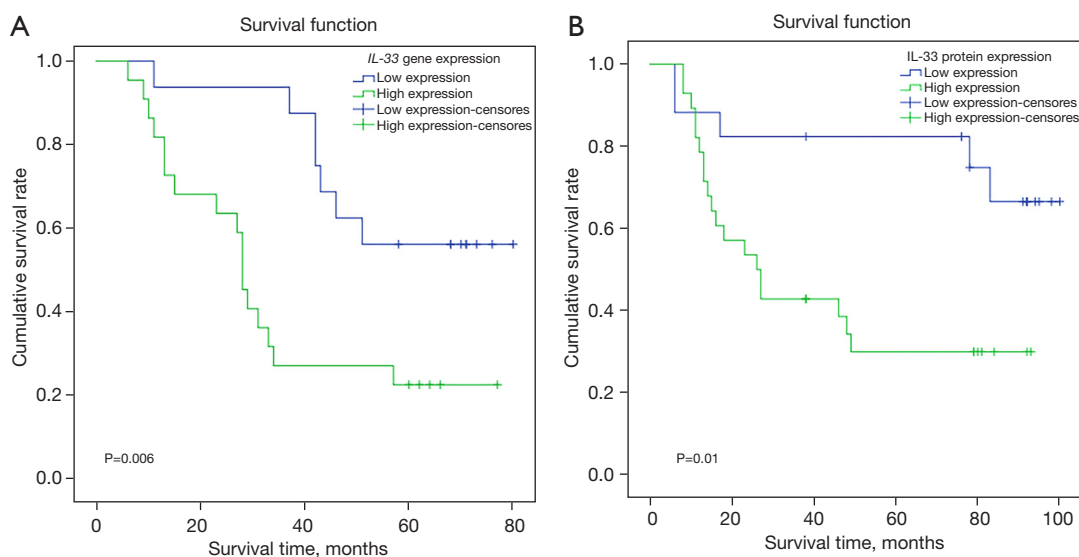 A
Survival function
IL-33 gene expression
Low expression
High expression
Low expression-censores
High expression-censores
1.0
0.8
0.6
0.4
0.2
0.0
Cumulative survival rate
P=0.006
0 20 40 60 80
Survival time, months
B
Survival function
IL-33 protein expression
Low expression
High expression
Low expression-censores
High expression-censores
1.0
0.8
0.6
0.4
0.2
0.0
Cumulative survival rate
P=0.01
0 20 40 60 80 100
Survival time, months